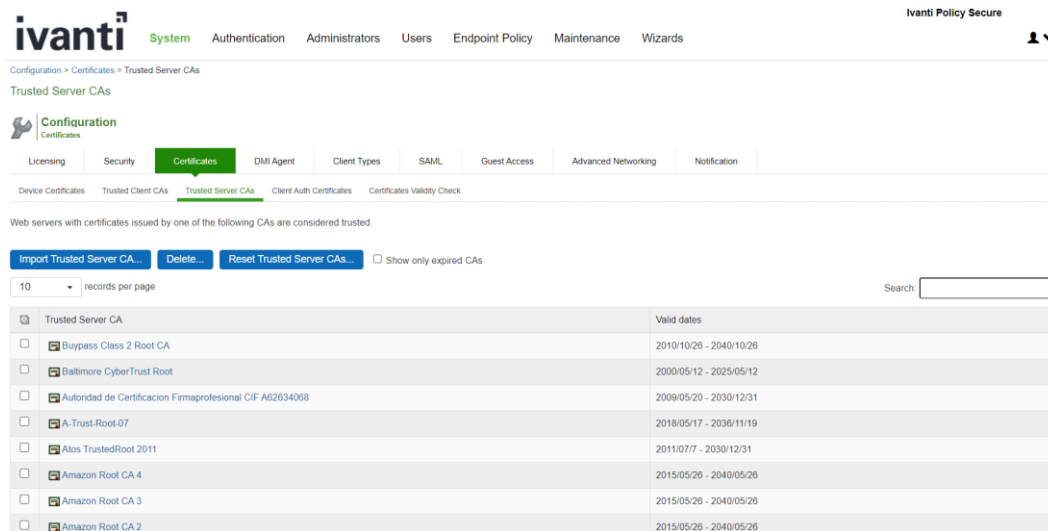 Ivanti Policy Secure
ivanti
System Authentication Administrators Users Endpoint Policy Maintenance Wizards
Configuration > Certificates > Trusted Server CAs
Trusted Server CAs
Configuration
Certificates
Licensing Security Certificates DMI Agent Client Types SAML Guest Access Advanced Networking Notification
Device Certificates Trusted Client CAs Trusted Server CAs Client Auth Certificates Certificates Validity Check
Web servers with certificates issued by one of the following CAs are considered trusted.
Import Trusted Server CA... Delete... Reset Trusted Server CAs... Show only expired CAs
10 records per page Search:
Trusted Server CA Valid dates
Buypass Class 2 Root CA 2010/10/26 - 2040/10/26
Baltimore CyberTrust Root 2000/05/12 - 2025/05/12
Autoridad de Certificacion Firmaprofesional CIF A62634068 2009/05/20 - 2030/12/31
A-Trust-Root-07 2018/05/17 - 2036/11/19
Atos TrustedRoot 2011 2011/07/7 - 2030/12/31
Amazon Root CA 4 2015/05/26 - 2040/05/26
Amazon Root CA 3 2015/05/26 - 2040/05/26
Amazon Root CA 2 2015/05/26 - 2040/05/26